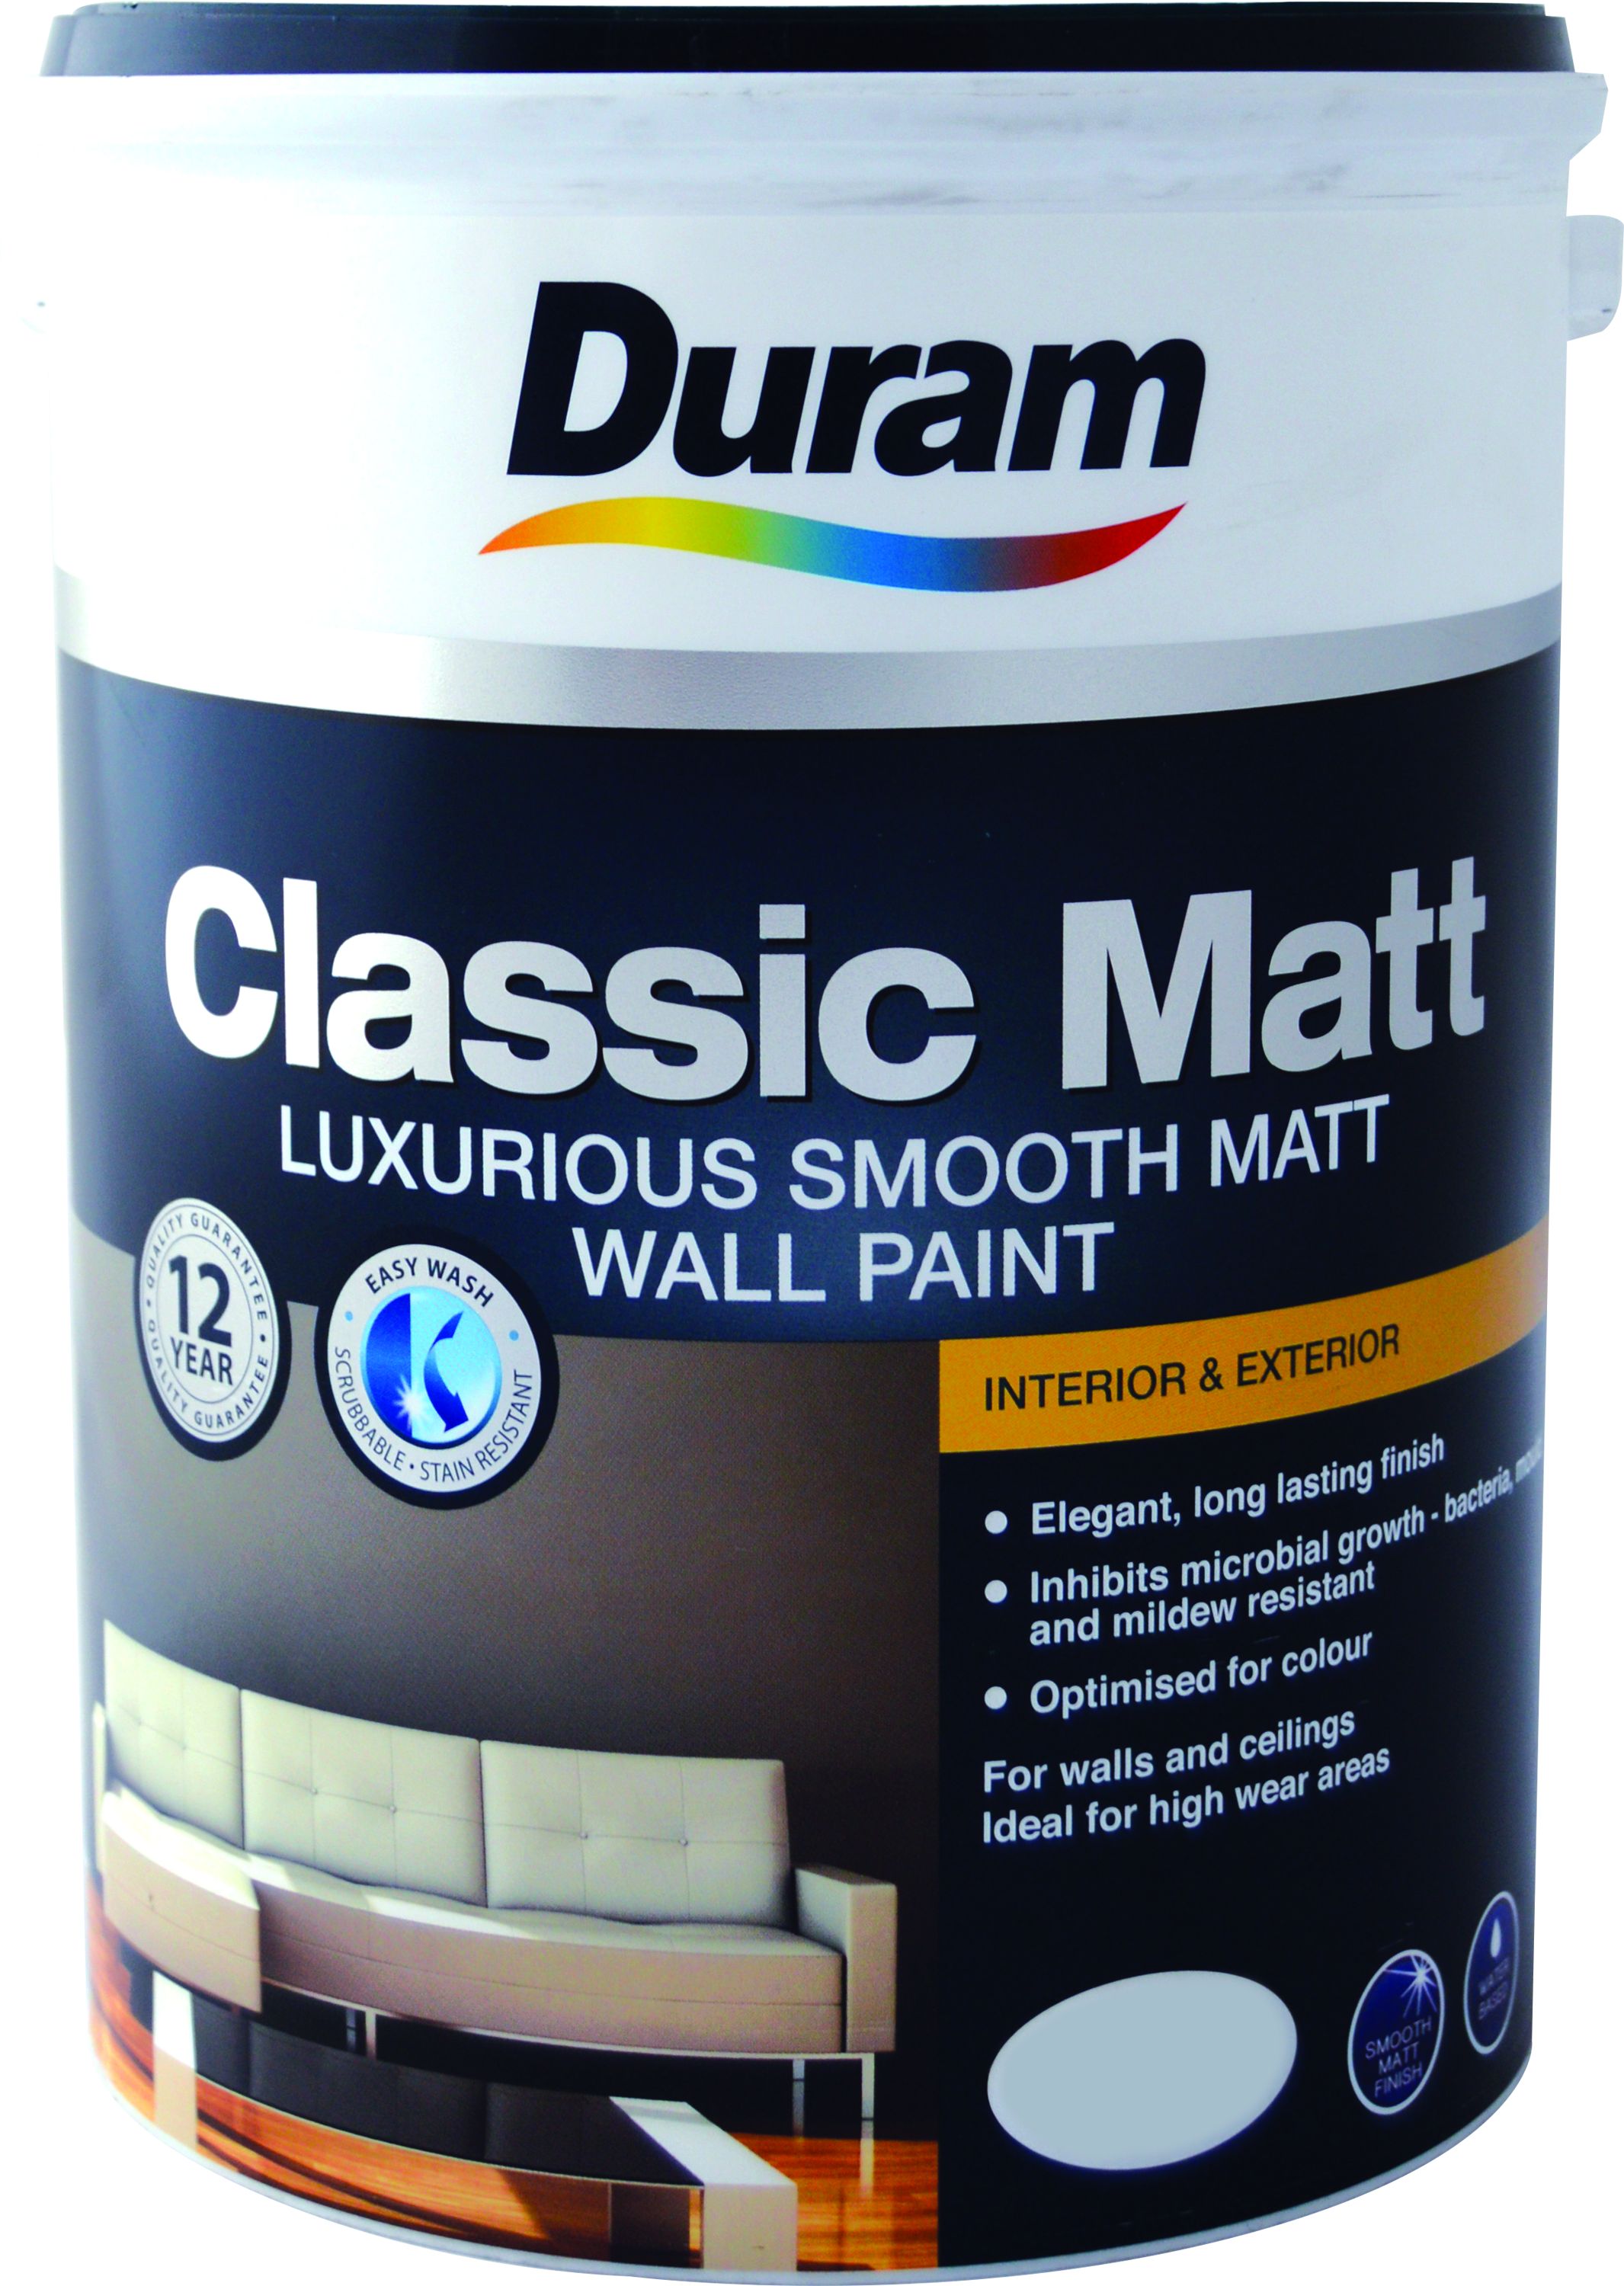 Duram
Classic Matt
LUXURIOUS SMOOTH MATT
WALL PAINT
QUALITY GUARANTEE
12
YEAR
QUALITY GUARANTEE
EASY WASH
SCRUBBABLE • STAIN RESISTANT
INTERIOR & EXTERIOR
• Elegant, long lasting finish
• Inhibits microbial growth - bacteria,
and mildew resistant
• Optimised for colour
For walls and ceilings
Ideal for high wear areas
SMOOTH
MATT
FINISH
WATER
BASED